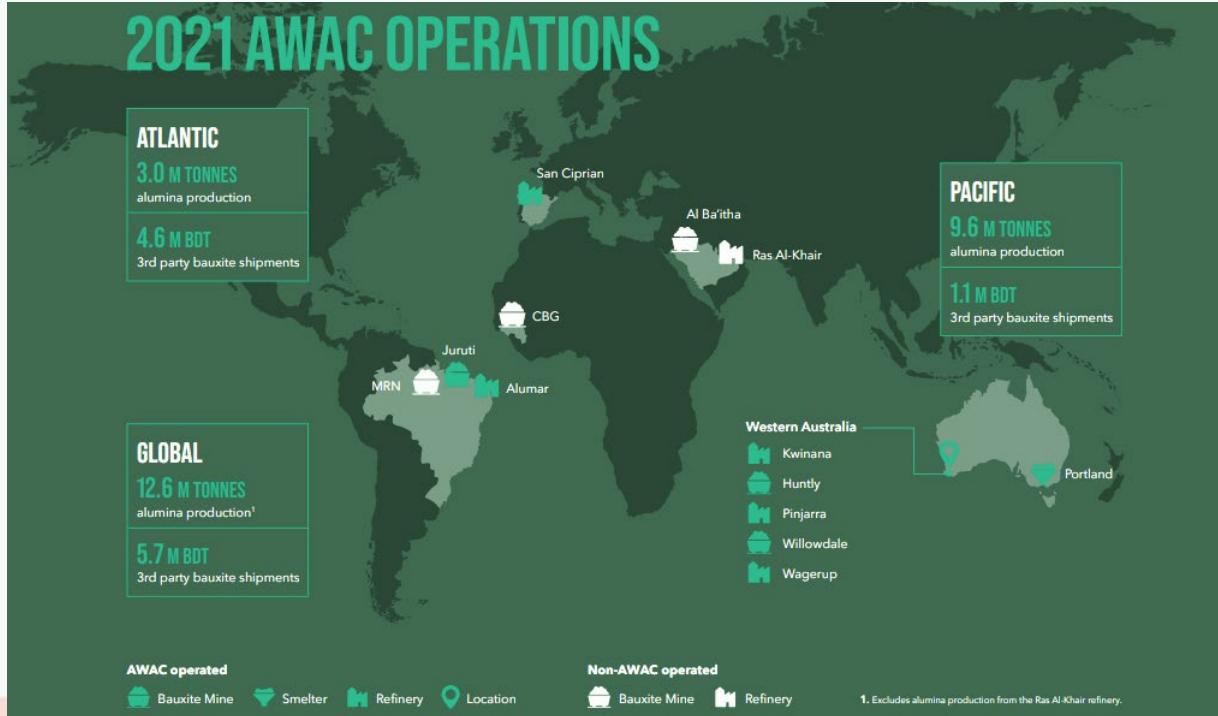 2021 AWAC OPERATIONS
ATLANTIC
3.0 M TONNES
alumina production
4.6 M BDT
3rd party bauxite shipments
San Ciprian
Al Ba'itha
Ras Al-Khair
CBG
Juruti
MRN
Alumar
PACIFIC
9.6 M TONNES
alumina production
1.1 M BDT
3rd party bauxite shipments
GLOBAL
12.6 M TONNES
alumina production¹
5.7 M BDT
3rd party bauxite shipments
Western Australia
Kwinana
Huntly
Pinjarra
Willowdale
Wagerup
Portland
AWAC operated
Bauxite Mine Smelter Refinery Location
Non-AWAC operated
Bauxite Mine Refinery
1. Excludes alumina production from the Ras Al-Khair refinery.